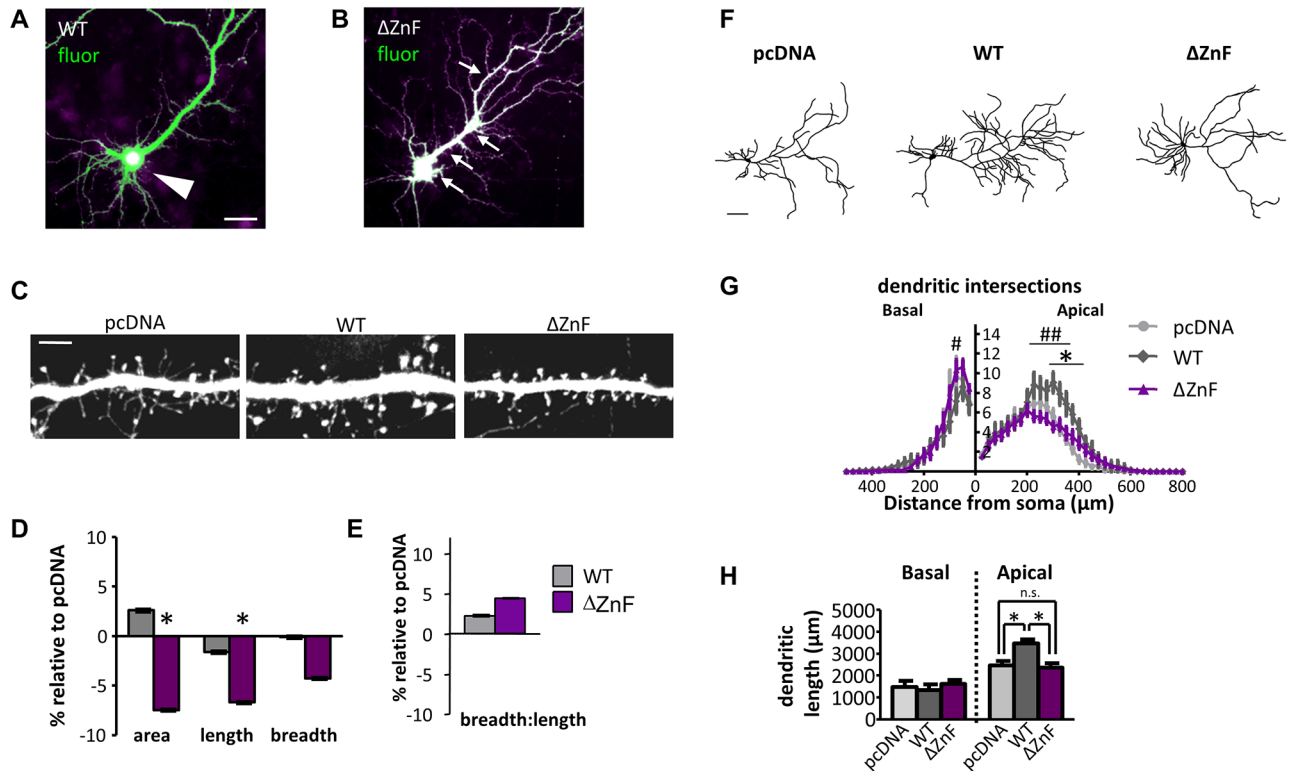 A
WT
fluor
B
ΔZnF
fluor
C
pcDNA
WT
ΔZnF
D
% relative to pcDNA
10
5
0
-5
-10
*
*
area
length
breadth
E
% relative to pcDNA
10
5
0
-5
-10
breadth:length
WT
ΔZnF
F
pcDNA
WT
ΔZnF
G
dendritic intersections
Basal
Apical
#
##
*
14
12
10
8
6
4
2
400
200
0
200
400
600
800
Distance from soma (μm)
pcDNA
WT
ΔZnF
H
Basal
Apical
n.s.
*
*
dendritic
length (μm)
5000
4000
3000
2000
1000
0
pcDNA
WT
ΔZnF
pcDNA
WT
ΔZnF